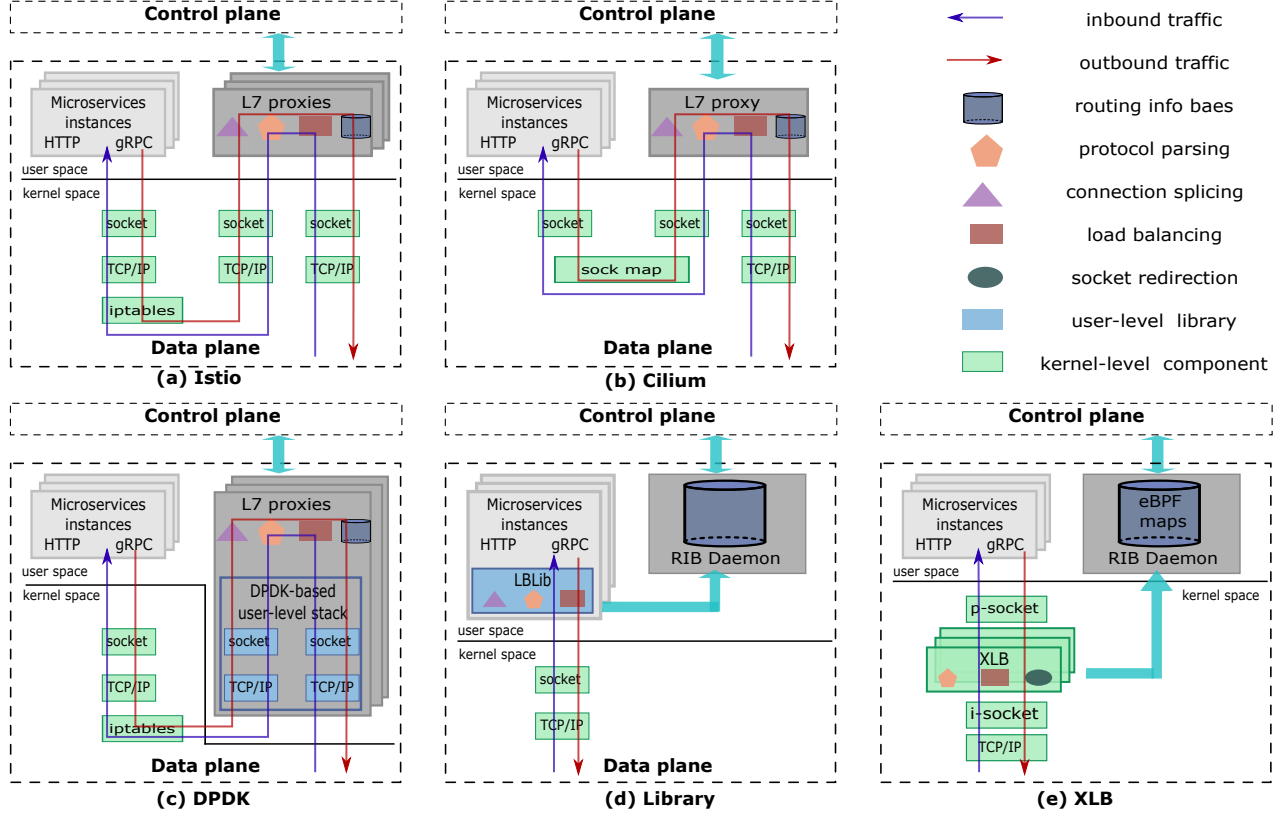 Control plane
Microservices
instances
HTTP gRPC
L7 proxies
user space
kernel space
socket socket socket
TCP/IP TCP/IP TCP/IP
iptables
Data plane
(a) Istio
Control plane
Microservices
instances
HTTP gRPC
L7 proxy
user space
kernel space
socket socket
sock map TCP/IP
Data plane
(b) Cilium
inbound traffic
outbound traffic
routing info baes
protocol parsing
connection splicing
load balancing
socket redirection
user-level library
kernel-level component
Control plane
Microservices
instances
HTTP gRPC
L7 proxies
user space
kernel space
DPDK-based
user-level stack
socket socket socket
TCP/IP TCP/IP TCP/IP
iptables
Data plane
(c) DPDK
Control plane
Microservices
instances
HTTP gRPC
LBLib
RIB Daemon
user space
kernel space
socket
TCP/IP
Data plane
(d) Library
Control plane
Microservices
instances
HTTP gRPC
eBPF
maps
RIB Daemon
user space
kernel space
p-socket
XLB
i-socket
TCP/IP
Data plane
(e) XLB